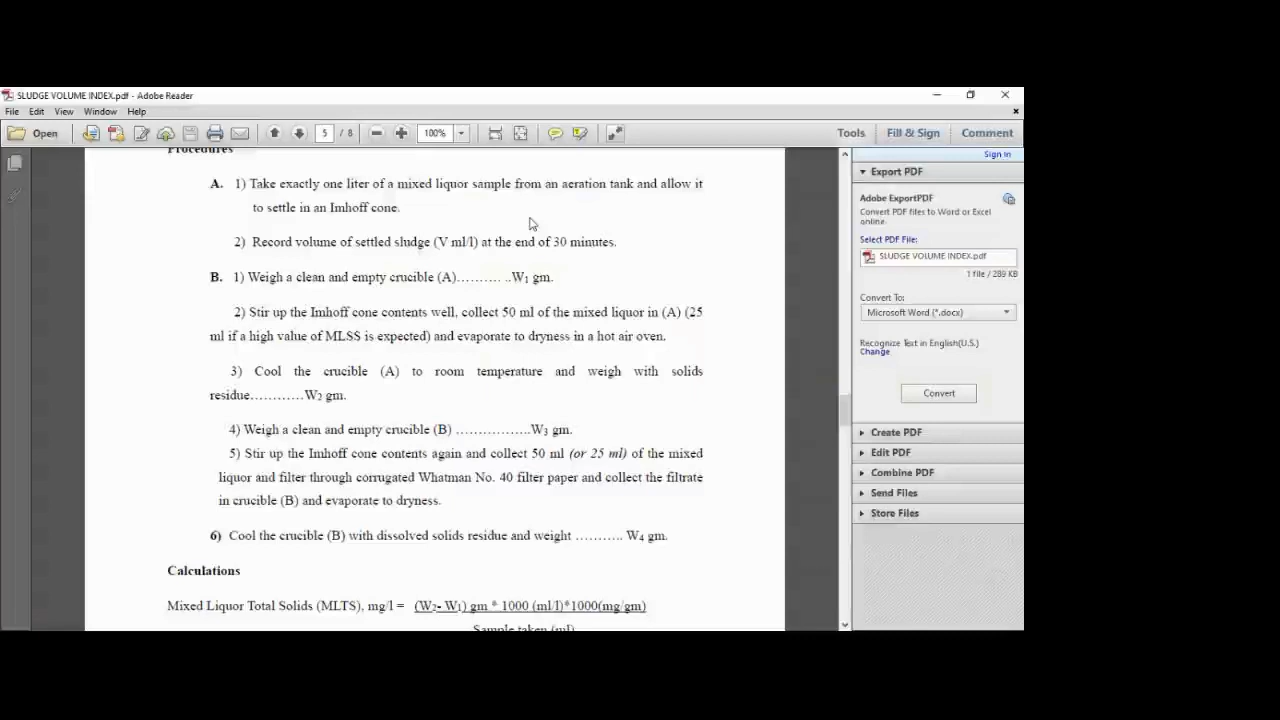 SLUDGE VOLUME INDEX.pdf - Adobe Reader
File Edit View Window Help
Open 5 / 8 100% Tools Fill & Sign Comment
Sign In
Procedures
A. 1) Take exactly one liter of a mixed liquor sample from an aeration tank and allow it
to settle in an Imhoff cone.
2) Record volume of settled sludge (V ml/l) at the end of 30 minutes.
B. 1) Weigh a clean and empty crucible (A)………. ..W₁ gm.
2) Stir up the Imhoff cone contents well, collect 50 ml of the mixed liquor in (A) (25
ml if a high value of MLSS is expected) and evaporate to dryness in a hot air oven.
3) Cool the crucible (A) to room temperature and weigh with solids
residue…………W₂ gm.
4) Weigh a clean and empty crucible (B) ……………..W₃ gm.
5) Stir up the Imhoff cone contents again and collect 50 ml (or 25 ml) of the mixed
liquor and filter through corrugated Whatman No. 40 filter paper and collect the filtrate
in crucible (B) and evaporate to dryness.
6) Cool the crucible (B) with dissolved solids residue and weight ……….. W₄ gm.
Calculations
Mixed Liquor Total Solids (MLTS), mg/l = (W₂- W₁) gm * 1000 (ml/l)*1000(mg/gm)
Sample taken (ml)
Export PDF
Adobe ExportPDF
Convert PDF files to Word or Excel
online.
Select PDF File:
SLUDGE VOLUME INDEX.pdf
1 file / 289 KB
Convert To:
Microsoft Word (*.docx)
Recognize Text in English(U.S.)
Change
Convert
Create PDF
Edit PDF
Combine PDF
Send Files
Store Files